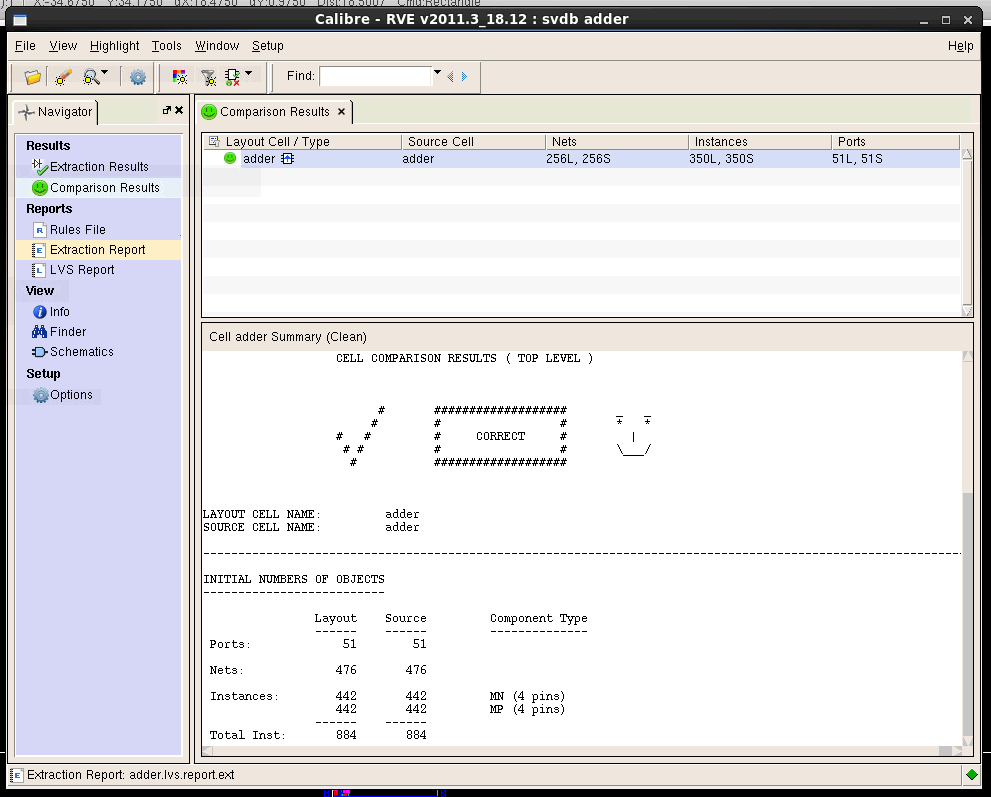 X:-34.6750 Y:34.1750 dX:18.4750 dY:0.9750 Dist:18.5007 Cmd:Rectangle
Calibre - RVE v2011.3_18.12 : svdb adder
File View Highlight Tools Window Setup Help
Find:
Navigator
Comparison Results
Results
Extraction Results
Comparison Results
Reports
Rules File
Extraction Report
LVS Report
View
Info
Finder
Schematics
Setup
Options
Layout Cell / Type Source Cell Nets Instances Ports
adder adder 256L, 256S 350L, 350S 51L, 51S
Cell adder Summary (Clean)
CELL COMPARISON RESULTS ( TOP LEVEL )
# ################### _ _
# # # * *
# # # CORRECT # |
# # # # \___/
# ###################
LAYOUT CELL NAME: adder
SOURCE CELL NAME: adder
INITIAL NUMBERS OF OBJECTS
Layout Source Component Type
Ports: 51 51
Nets: 476 476
Instances: 442 442 MN (4 pins)
442 442 MP (4 pins)
Total Inst: 884 884
Extraction Report: adder.lvs.report.ext